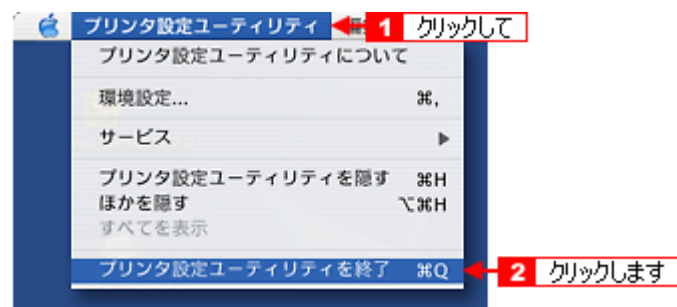 プリンタ設定ユーティリティ 1 クリックして
プリンタ設定ユーティリティについて
環境設定... ⌘,
サービス ▶
プリンタ設定ユーティリティを隠す ⌘H
ほかを隠す ⌥⌘H
すべてを表示
プリンタ設定ユーティリティを終了 ⌘Q 2 クリックします